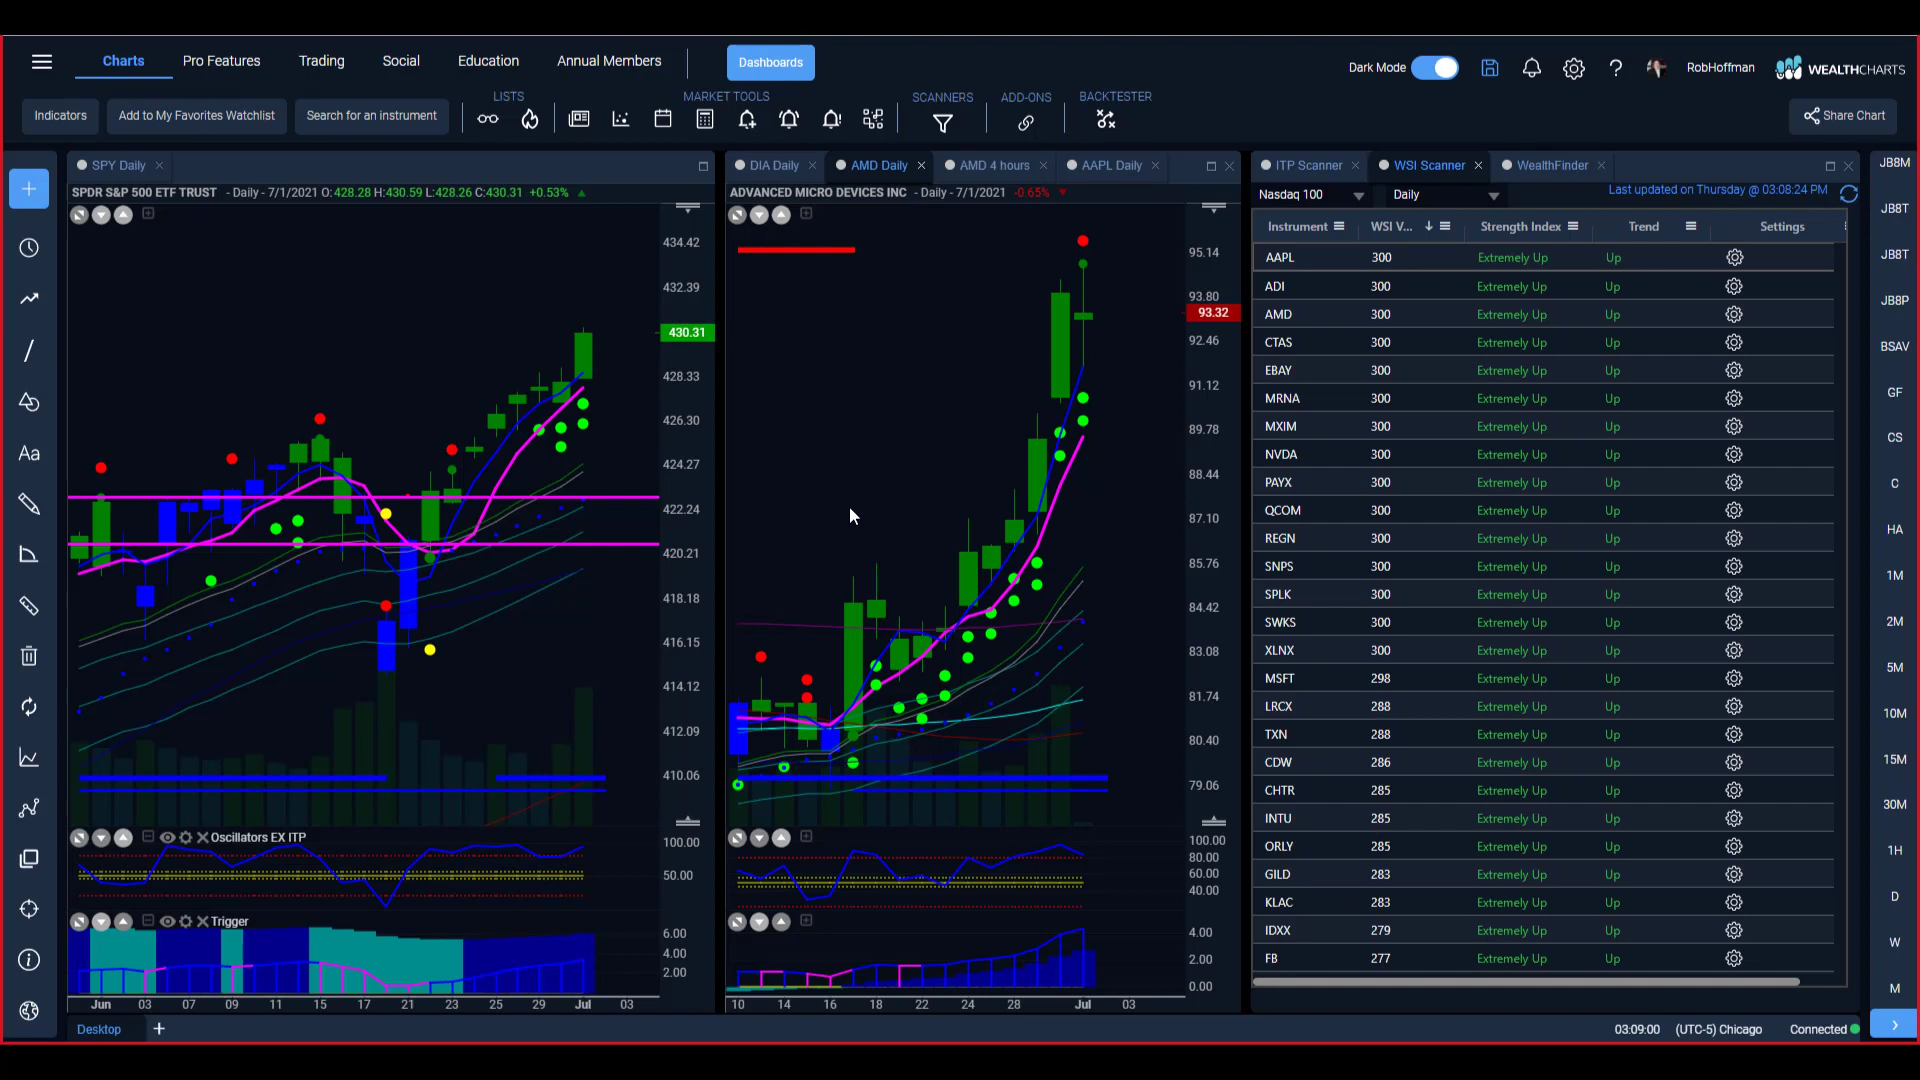 Charts Pro Features Trading Social Education Annual Members Dashboards Dark Mode ? RobHoffman WEALTHCHARTS
LISTS MARKET TOOLS SCANNERS ADD-ONS BACKTESTER
Indicators Add to My Favorites Watchlist Search for an instrument Share Chart
SPY Daily DIA Daily AMD Daily AMD 4 hours AAPL Daily ITP Scanner WSI Scanner WealthFinder
SPDR S&P 500 ETF TRUST - Daily - 7/1/2021 O:428.28 H:430.59 L:428.26 C:430.31 +0.53%
434.42
432.39
430.31
428.33
426.30
424.27
422.24
420.21
418.18
416.15
414.12
412.09
410.06
Oscillators EX ITP
100.00
50.00
Trigger
6.00
4.00
2.00
Jun 03 07 09 11 15 17 21 23 25 29 Jul 03
ADVANCED MICRO DEVICES INC - Daily - 7/1/2021 -0.65%
95.14
93.80
93.32
92.46
91.12
89.78
88.44
87.10
85.76
84.42
83.08
81.74
80.40
79.06
100.00
80.00
60.00
40.00
4.00
2.00
0.00
10 14 16 18 22 24 28 Jul 03
Nasdaq 100 Daily Last updated on Thursday @ 03:08:24 PM
Instrument WSI V... Strength Index Trend Settings
AAPL 300 Extremely Up Up
ADI 300 Extremely Up Up
AMD 300 Extremely Up Up
CTAS 300 Extremely Up Up
EBAY 300 Extremely Up Up
MRNA 300 Extremely Up Up
MXIM 300 Extremely Up Up
NVDA 300 Extremely Up Up
PAYX 300 Extremely Up Up
QCOM 300 Extremely Up Up
REGN 300 Extremely Up Up
SNPS 300 Extremely Up Up
SPLK 300 Extremely Up Up
SWKS 300 Extremely Up Up
XLNX 300 Extremely Up Up
MSFT 298 Extremely Up Up
LRCX 288 Extremely Up Up
TXN 288 Extremely Up Up
CDW 286 Extremely Up Up
CHTR 285 Extremely Up Up
INTU 285 Extremely Up Up
ORLY 285 Extremely Up Up
GILD 283 Extremely Up Up
KLAC 283 Extremely Up Up
IDXX 279 Extremely Up Up
FB 277 Extremely Up Up
JB8M
JB8T
JB8T
JB8P
BSAV
GF
CS
C
HA
1M
2M
5M
10M
15M
30M
1H
D
W
M
Aa
Desktop + 03:09:00 (UTC-5) Chicago Connected